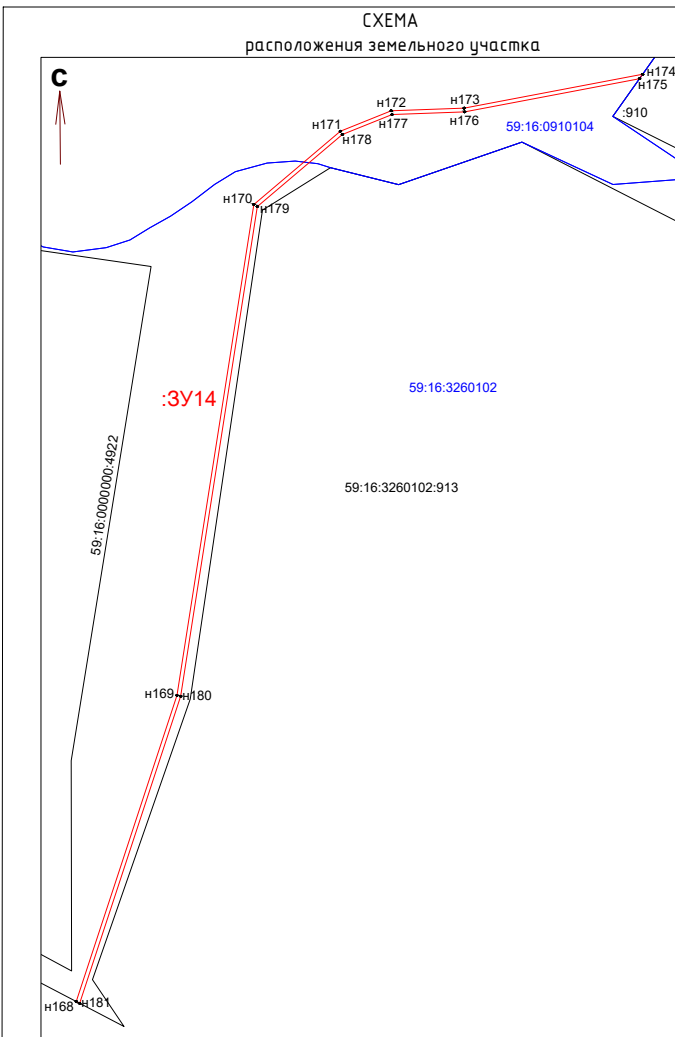 СХЕМА
расположения земельного участка
С
н174
н175
:910
н173
н172
н176
н177
59:16:0910104
н171
н178
н170
н179
59:16:3260102
:ЗУ14
59:16:0000000:4922
59:16:3260102:913
н169
н180
н168
н181